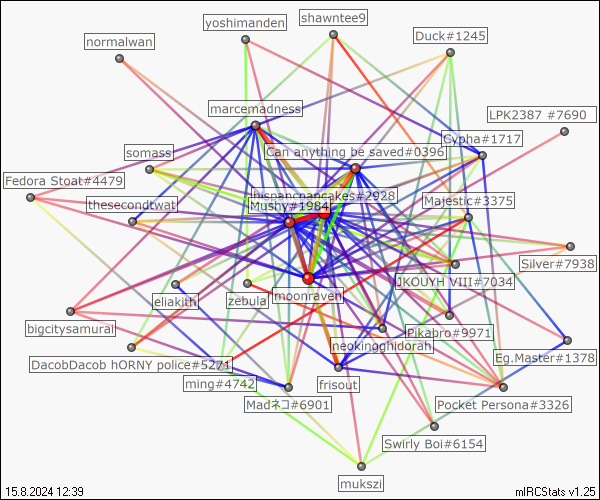 shawntee9
yoshimanden
Duck#1245
normalwan
marcemadness
LPK2387 #7690
Cypha#1717
Can anything be saved#0396
somass
Fedora Stoat#4479
hispancpancakes#2928
Majestic#3375
thesecondtwat
Mushy#1984
Silver#7938
JKOUYH VIII#7034
eliakith
zebula
moonraven
bigcitysamurai
Pikabro#9971
neokingghidorah
Eg.Master#1378
DacobDacob hORNY police#5271
ming#4742
frisout
Madネコ#6901
Pocket Persona#3326
Swirly Boi#6154
mukszi
15.8.2024 12:39
mIRCStats v1.25